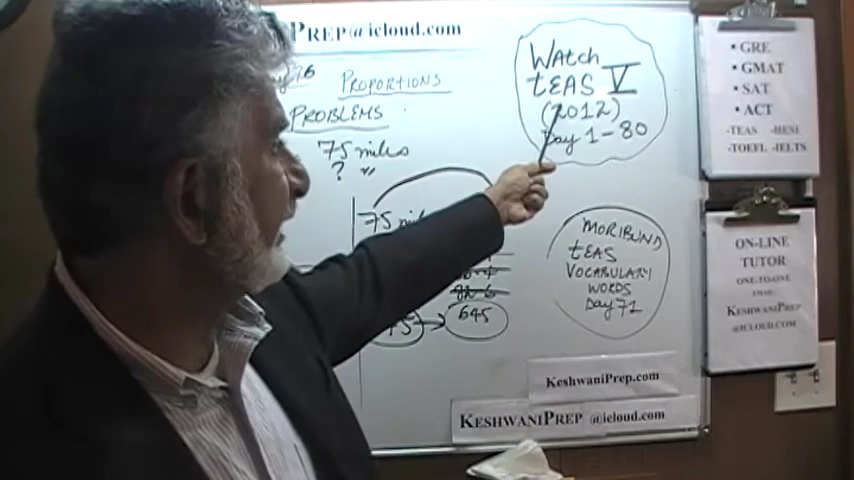 PREP@icloud.com
PROPORTIONS
PROBLEMS
75 miles
? "
75
645
WAtch
tEAS V
(2012)
Day 1-80
MORIBUND
tEAS
VOCABULARY
WORDS
Day 71
KeshwaniPrep.com
KESHWANIPREP @icloud.com
• GRE
• GMAT
• SAT
• ACT
-TEAS -HESI
-TOEFL -IELTS
ON-LINE
TUTOR
ONE-TO-ONE
KESHWANIPREP
@ICLOUD.COM